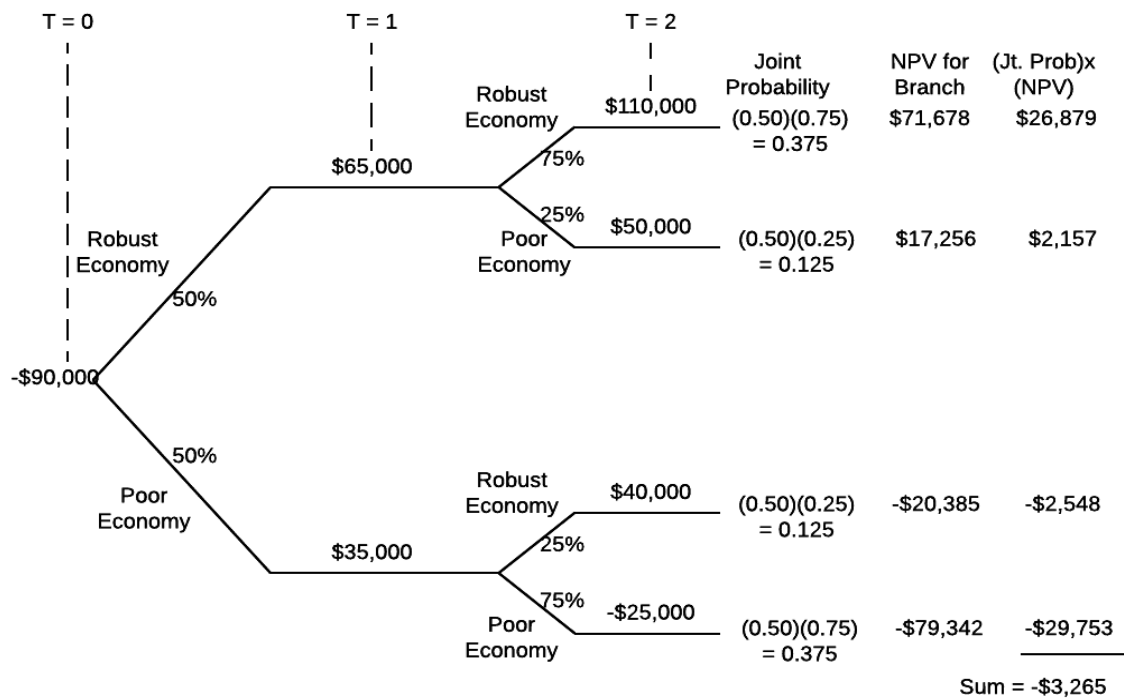 T = 0
T = 1
T = 2
Joint
Probability
NPV for
Branch
(Jt. Prob)x
(NPV)
Robust
Economy
$110,000
75%
(0.50)(0.75)
= 0.375
$71,678
$26,879
$65,000
25%
Poor
Economy
$50,000
(0.50)(0.25)
= 0.125
$17,256
$2,157
Robust
Economy
50%
-$90,000
50%
Poor
Economy
Robust
Economy
$40,000
25%
(0.50)(0.25)
= 0.125
-$20,385
-$2,548
$35,000
75%
Poor
Economy
-$25,000
(0.50)(0.75)
= 0.375
-$79,342
-$29,753
Sum = -$3,265